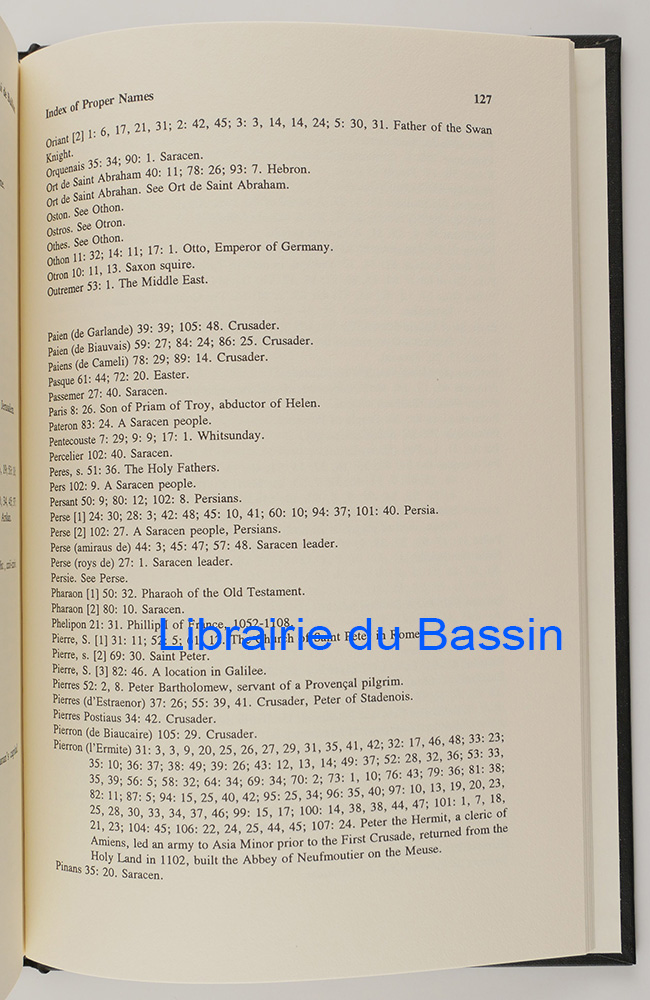 Index of Proper Names 127
Oriant [2] 1: 6, 17, 21, 31; 2: 42, 45; 3: 3, 14, 14, 24; 5: 30, 31. Father of the Swan
Knight.
Orquenais 35: 34; 90: 1. Saracen.
Ort de Saint Abraham 40: 11; 78: 26; 93: 7. Hebron.
Ort de Saint Abrahan. See Ort de Saint Abraham.
Oston. See Othon.
Ostros. See Otron.
Othes. See Othon.
Othon 11: 32; 14: 11; 17: 1. Otto, Emperor of Germany.
Otron 10: 11, 13. Saxon squire.
Outremer 53: 1. The Middle East.
Paien (de Garlande) 39: 39; 105: 48. Crusader.
Paien (de Biauvais) 59: 27; 84: 24; 86: 25. Crusader.
Paiens (de Cameli) 78: 29; 89: 14. Crusader.
Pasque 61: 44; 72: 20. Easter.
Passemer 27: 40. Saracen.
Paris 8: 26. Son of Priam of Troy, abductor of Helen.
Pateron 83: 24. A Saracen people.
Pentecouste 7: 29; 9: 9; 17: 1. Whitsunday.
Percelier 102: 40. Saracen.
Peres, s. 51: 36. The Holy Fathers.
Pers 102: 9. A Saracen people.
Persant 50: 9; 80: 12; 102: 8. Persians.
Perse [1] 24: 30; 28: 3; 42: 48; 45: 10, 41; 60: 10; 94: 37; 101: 40. Persia.
Perse [2] 102: 27. A Saracen people, Persians.
Perse (amiraus de) 44: 3; 45: 47; 57: 48. Saracen leader.
Perse (roys de) 27: 1. Saracen leader.
Persie. See Perse.
Pharaon [1] 50: 32. Pharaoh of the Old Testament.
Pharaon [2] 80: 10. Saracen.
Phelipon 21: 31. Phillip I of France, 1052-1108.
Pierre, S. [1] 31: 11; 52: 5; 61: 12. The Church of Saint Peter in Rome.
Librairie du Bassin
Pierre, s. [2] 69: 30. Saint Peter.
Pierre, S. [3] 82: 46. A location in Galilee.
Pierres 52: 2, 8. Peter Bartholomew, servant of a Provençal pilgrim.
Pierres (d'Estraenor) 37: 26; 55: 39, 41. Crusader, Peter of Stadenois.
Pierres Postiaus 34: 42. Crusader.
Pierron (de Biaucaire) 105: 29. Crusader.
Pierron (l'Ermite) 31: 3, 3, 9, 20, 25, 26, 27, 29, 31, 35, 41, 42; 32: 17, 46, 48; 33: 23;
35: 10; 36: 37; 38: 49; 39: 26; 43: 12, 13, 14; 49: 37; 52: 28, 32, 36; 53: 33,
35, 39; 56: 5; 58: 32; 64: 34; 69: 34; 70: 2; 73: 1, 10; 76: 43; 79: 36; 81: 38;
82: 11; 87: 5; 94: 15, 25, 40, 42; 95: 25, 34; 96: 35, 40; 97: 10, 13, 19, 20, 23,
25, 28, 30, 33, 34, 37, 46; 99: 15, 17; 100: 14, 38, 38, 44, 47; 101: 1, 7, 18,
21, 23; 104: 45; 106: 22, 24, 25, 44, 45; 107: 24. Peter the Hermit, a cleric of
Amiens, led an army to Asia Minor prior to the First Crusade, returned from the
Holy Land in 1102, built the Abbey of Neufmoutier on the Meuse.
Pinans 35: 20. Saracen.